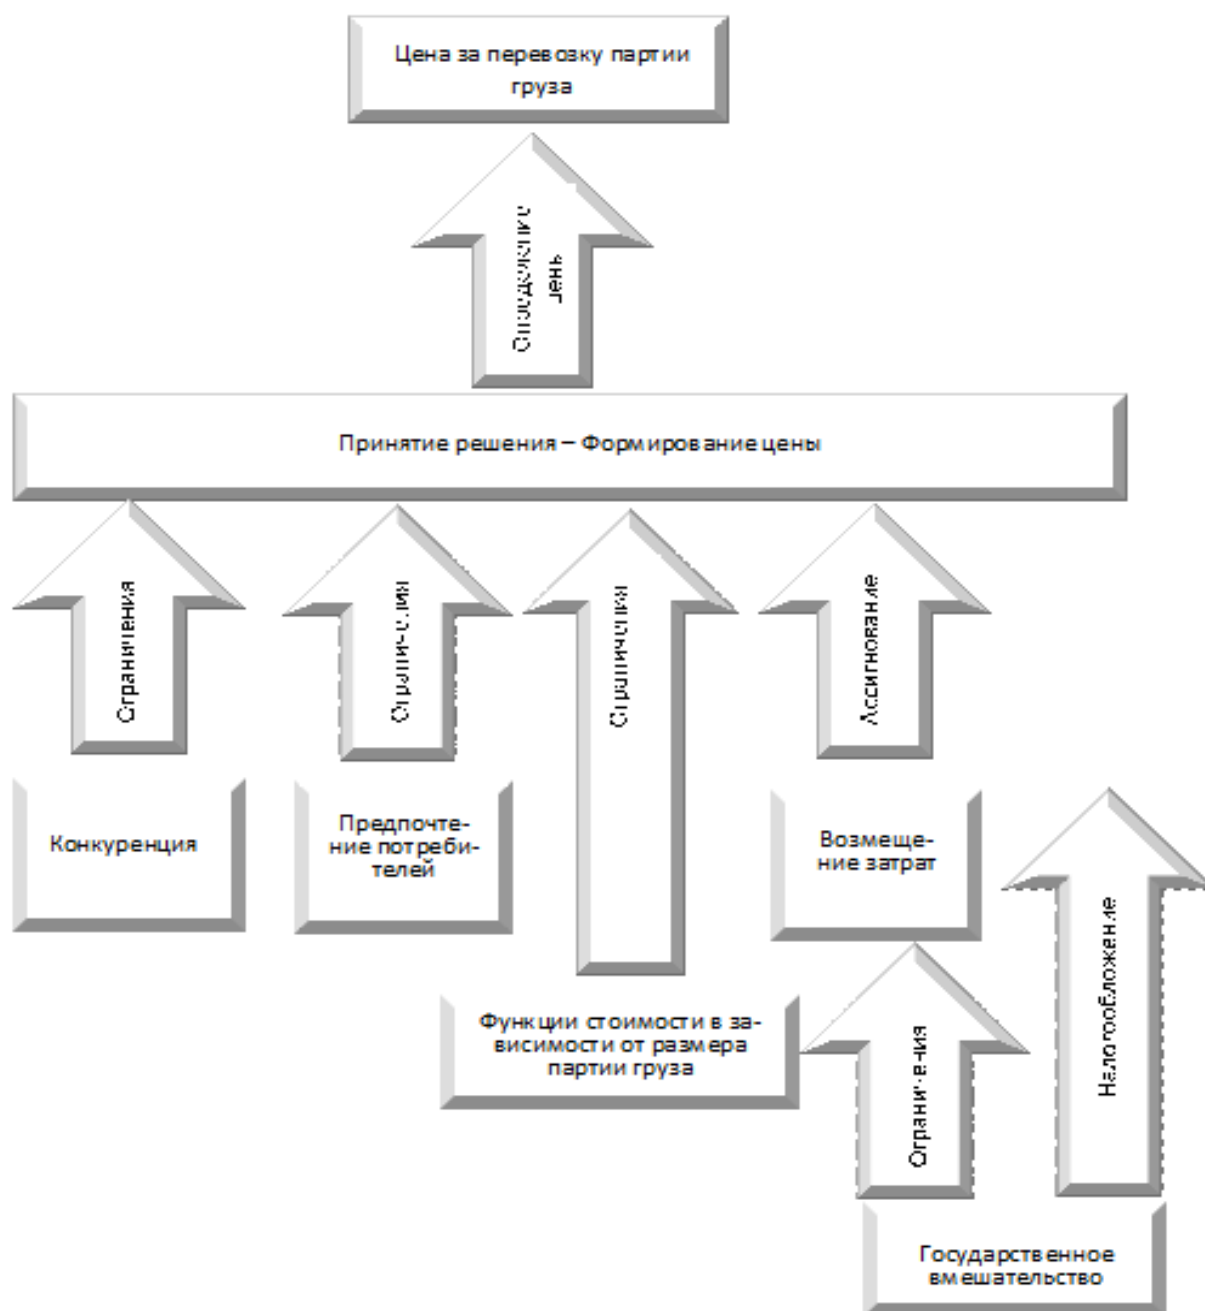 Цена за перевозку партии
груза
Определение
цены
Принятие решения – Формирование цены
Ограничения
Ограничения
Ограничения
Ассигнование
Конкуренция
Предпочте-
ние потреби-
телей
Возмеще-
ние затрат
Функции стоимости в за-
висимости от размера
партии груза
Ограничения
Налогообложение
Государственное
вмешательство